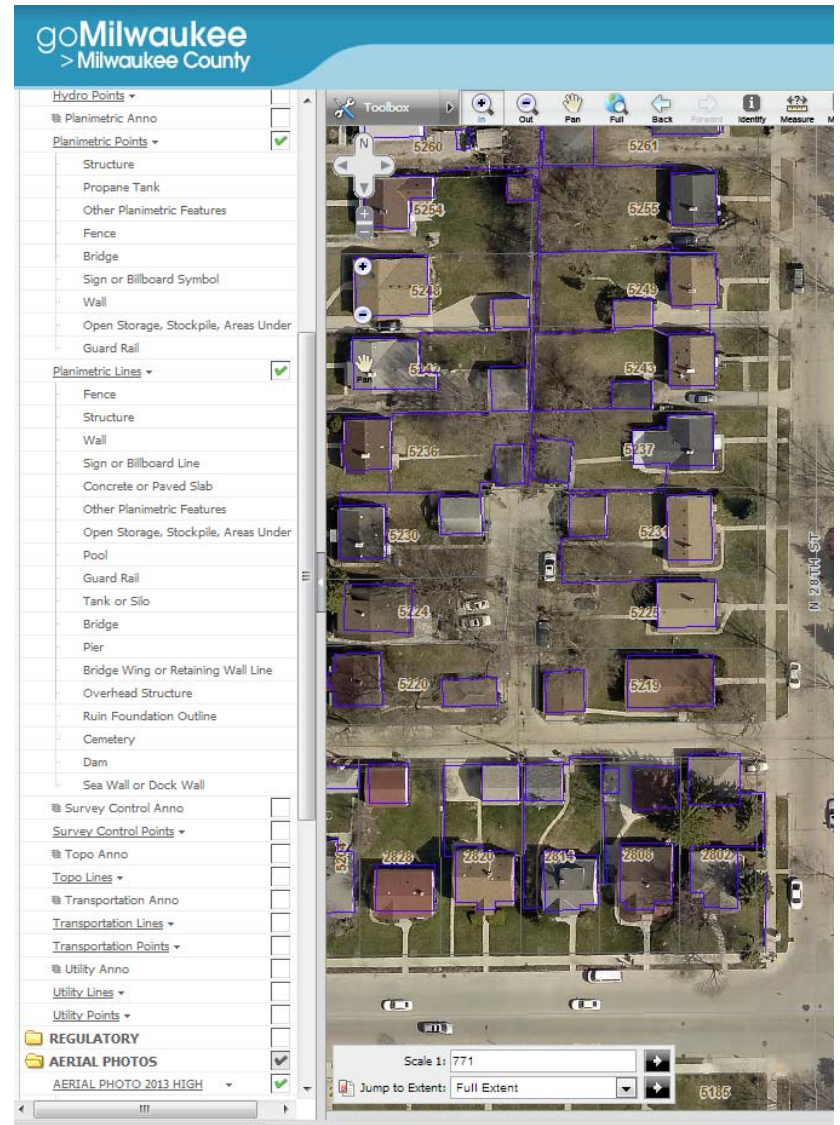 goMilwaukee
> Milwaukee County
Hydro Points
Planimetric Anno
Planimetric Points
Structure
Propane Tank
Other Planimetric Features
Fence
Bridge
Sign or Billboard Symbol
Wall
Open Storage, Stockpile, Areas Under
Guard Rail
Planimetric Lines
Fence
Structure
Wall
Sign or Billboard Line
Concrete or Paved Slab
Other Planimetric Features
Open Storage, Stockpile, Areas Under
Pool
Guard Rail
Tank or Silo
Bridge
Pier
Bridge Wing or Retaining Wall Line
Overhead Structure
Ruin Foundation Outline
Cemetery
Dam
Sea Wall or Dock Wall
Survey Control Anno
Survey Control Points
Topo Anno
Topo Lines
Transportation Anno
Transportation Lines
Transportation Points
Utility Anno
Utility Lines
Utility Points
REGULATORY
AERIAL PHOTOS
AERIAL PHOTO 2013 HIGH
Toolbox
In Out Pan Full Back Forward Identify Measure
N
5260 5261
5254 5255
5248 5249
Pan
5242 5243
5236 5237
5230 5231
N 28TH ST
5224 5225
5220 5219
5204 2828 2820 2814 2808 2802
Scale 1: 771
Jump to Extent: Full Extent
5185